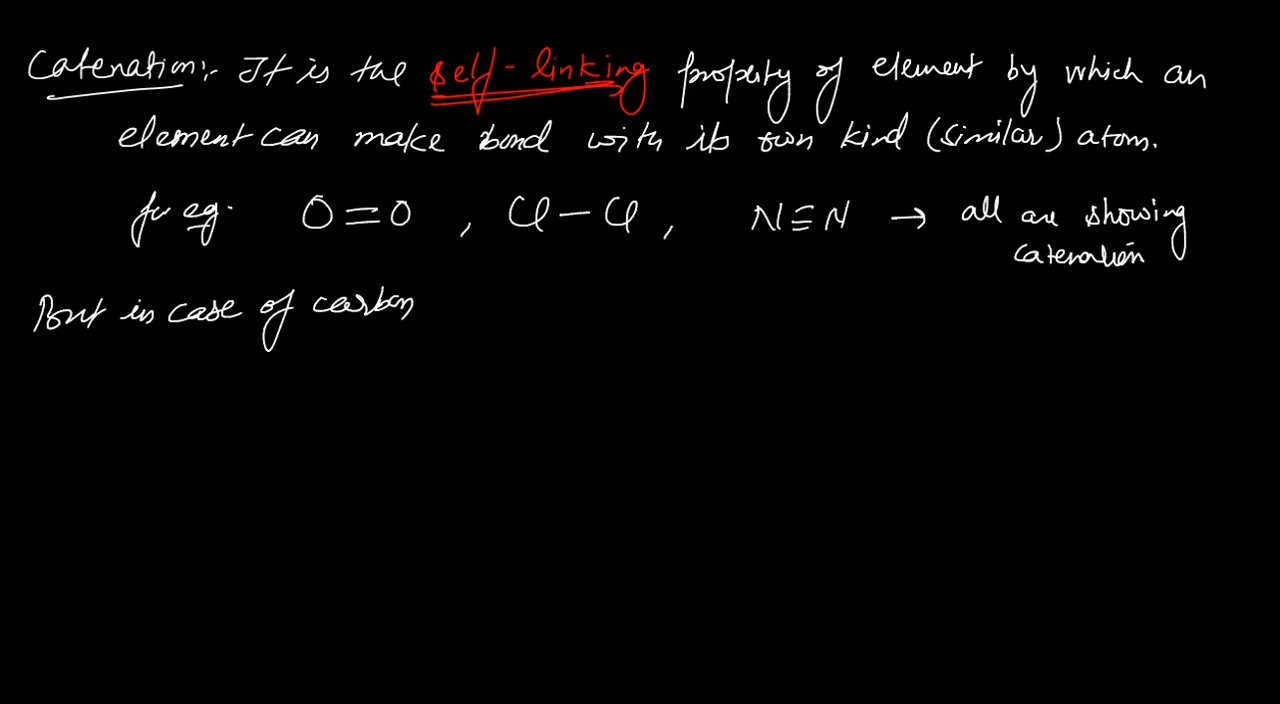 Catenation:- It is the self-linking property of element by which an
element can make bond with its own kind (similar) atom.
for eg. O=O , Cl-Cl , N≡N → all are showing
catenation
But in case of carbon